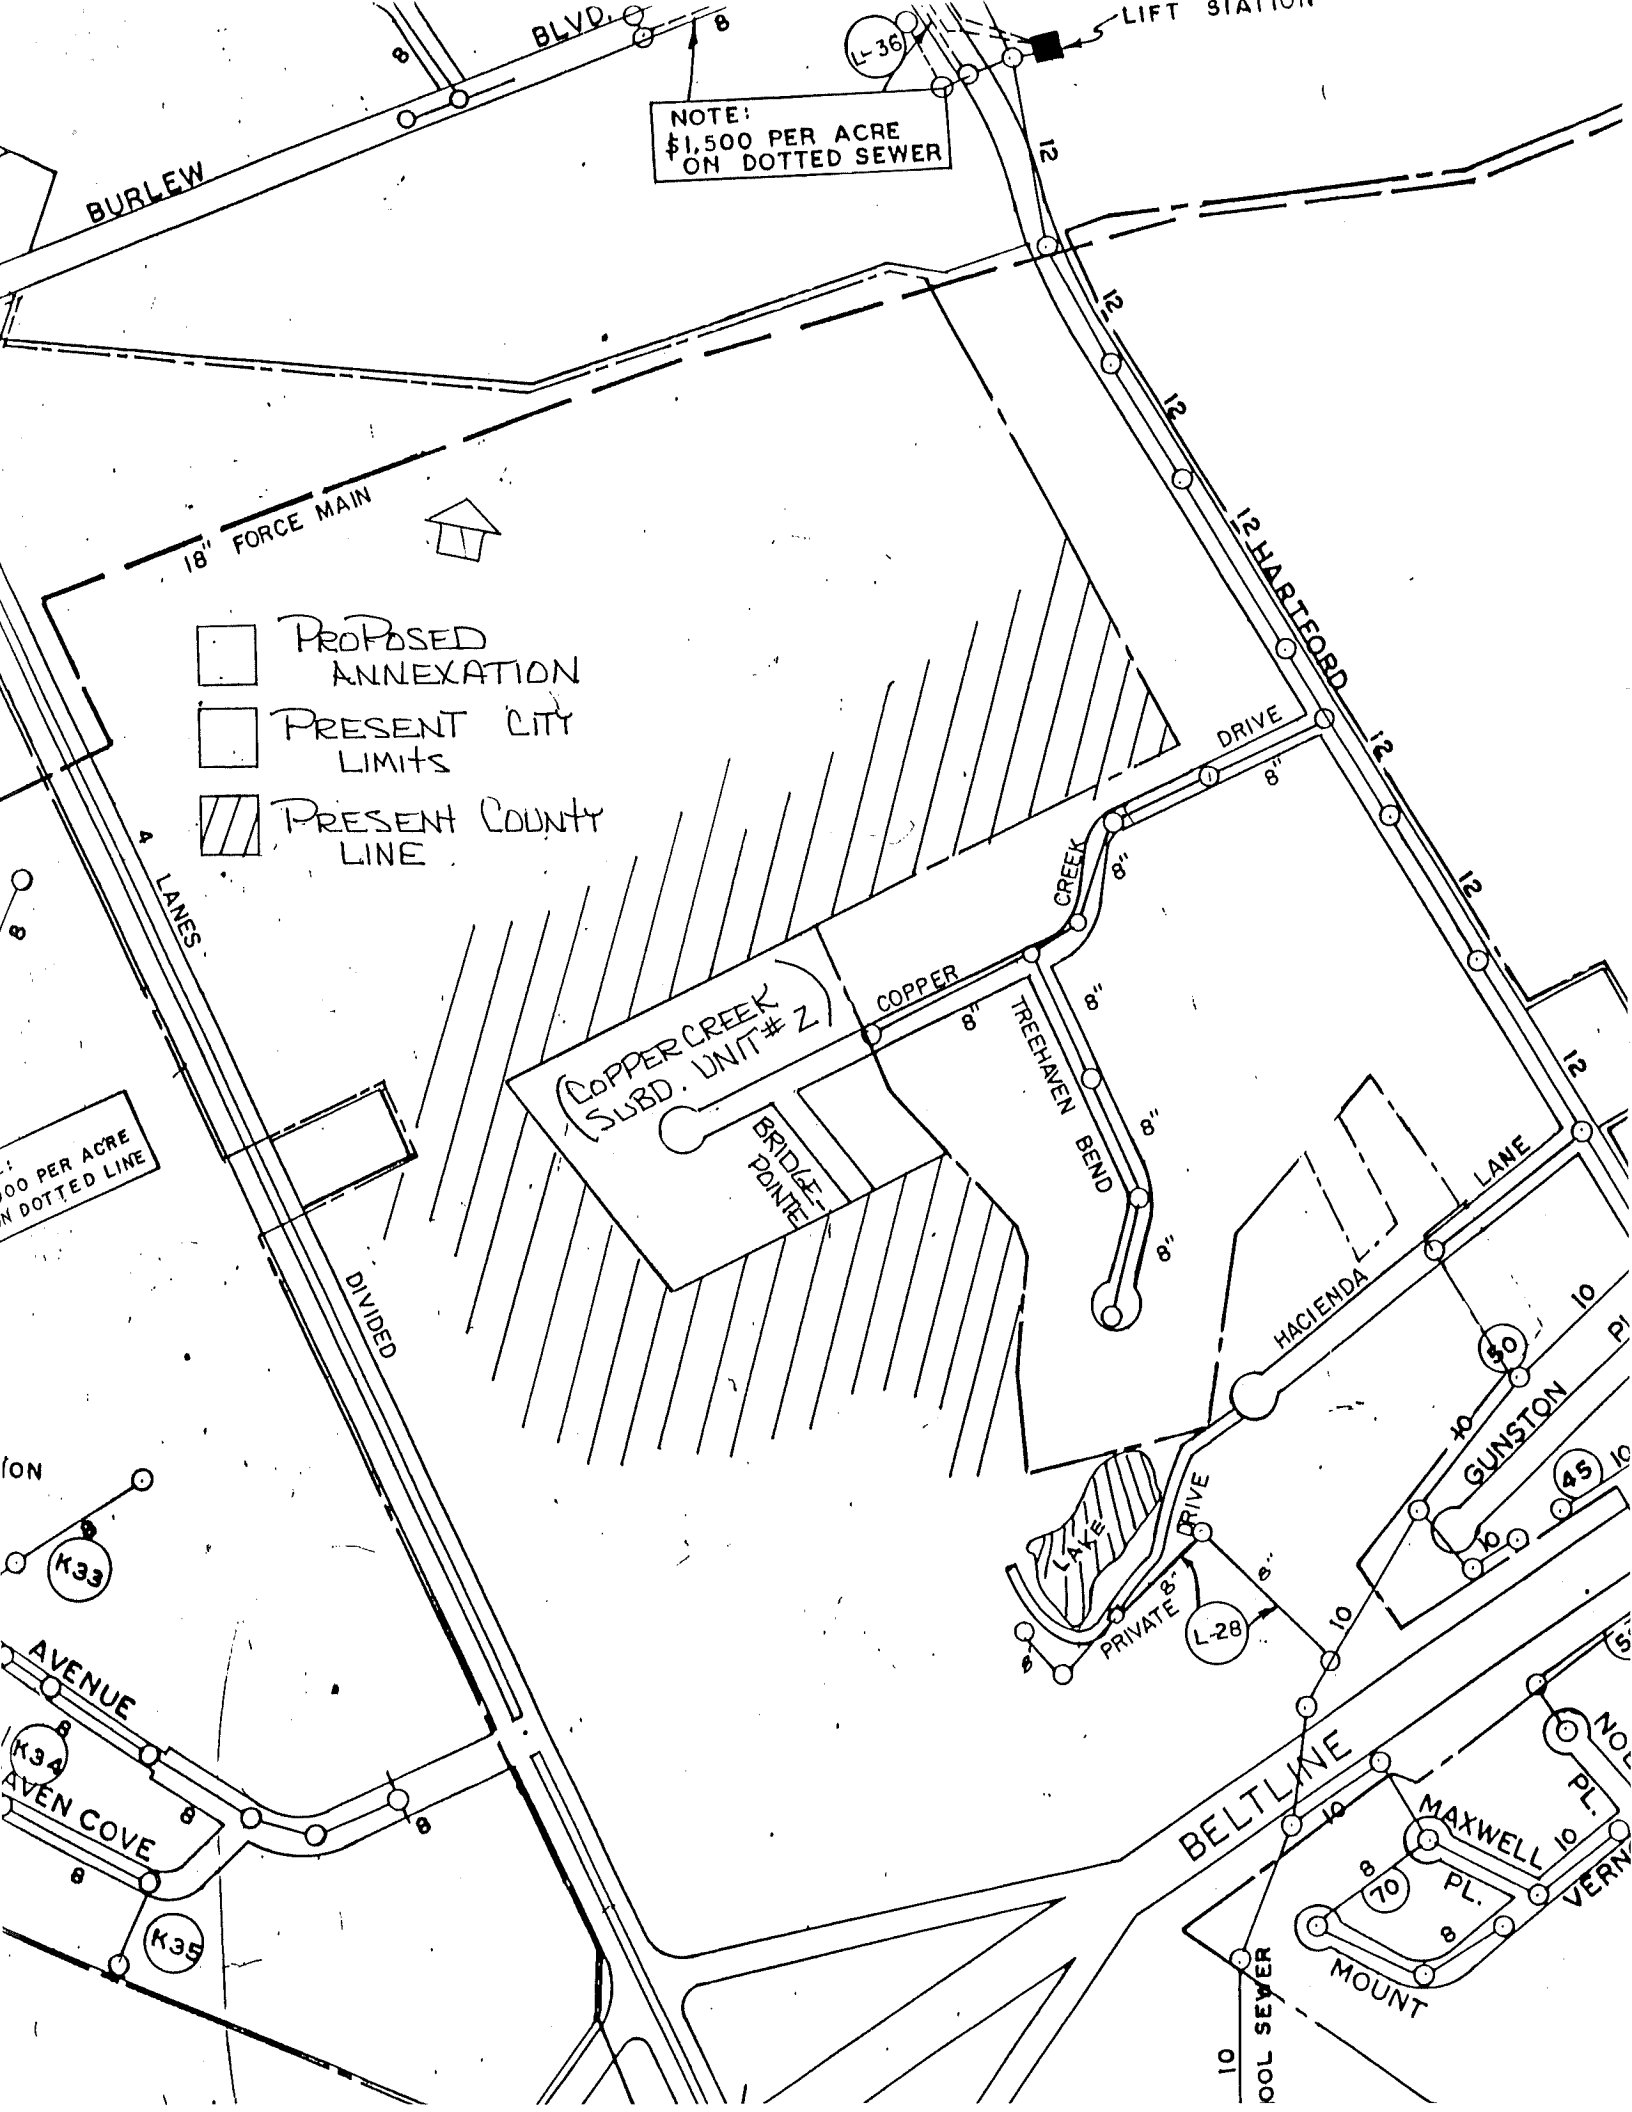 LIFT STATION
BLVD.
8
8
L-36
NOTE:
$1,500 PER ACRE
ON DOTTED SEWER
12
BURLEW
12
12
12
HARTFORD
18" FORCE MAIN
PROPOSED
ANNEXATION
PRESENT CITY
LIMITS
PRESENT COUNTY
LINE
DRIVE
8"
12
12
12
CREEK
8"
4
LANES
DIVIDED
8
COPPER
8"
8"
TREEHAVEN
BEND
8"
8"
(COPPER CREEK
SUBD. UNIT # 2)
BRIDGE-
POINTE
PER ACRE
DOTTED LINE
LANE
HACIENDA
50
10
10
GUNSTON
45
10
10
LAKE
DRIVE
PRIVATE
8"
8"
8"
L-28
10
ION
8
K33
AVENUE
8
K34
AVEN COVE
8
8
8
K35
BELTLINE
10
MAXWELL
PL.
10
PL.
8
70
8
MOUNT
VERN
10
OOL SEWER